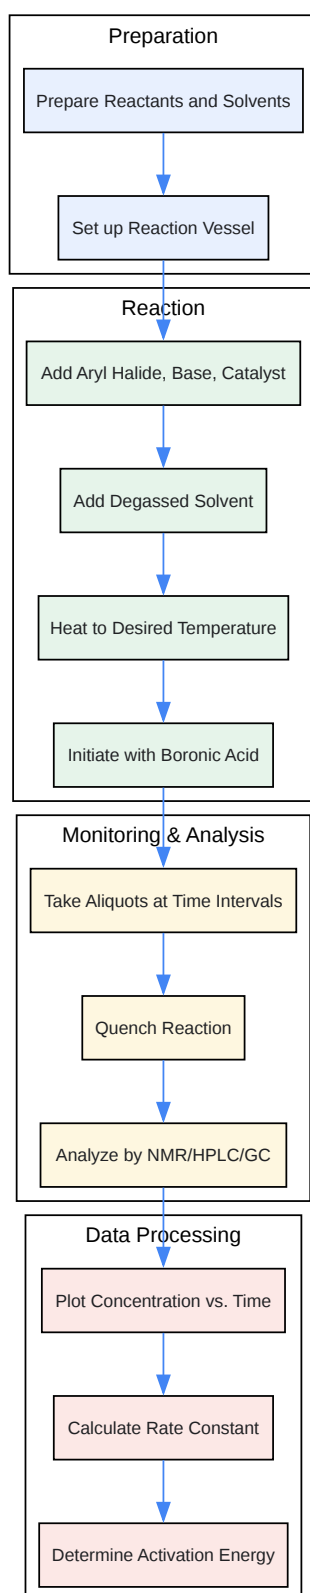 Preparation
Prepare Reactants and Solvents
Set up Reaction Vessel
Reaction
Add Aryl Halide, Base, Catalyst
Add Degassed Solvent
Heat to Desired Temperature
Initiate with Boronic Acid
Monitoring & Analysis
Take Aliquots at Time Intervals
Quench Reaction
Analyze by NMR/HPLC/GC
Data Processing
Plot Concentration vs. Time
Calculate Rate Constant
Determine Activation Energy